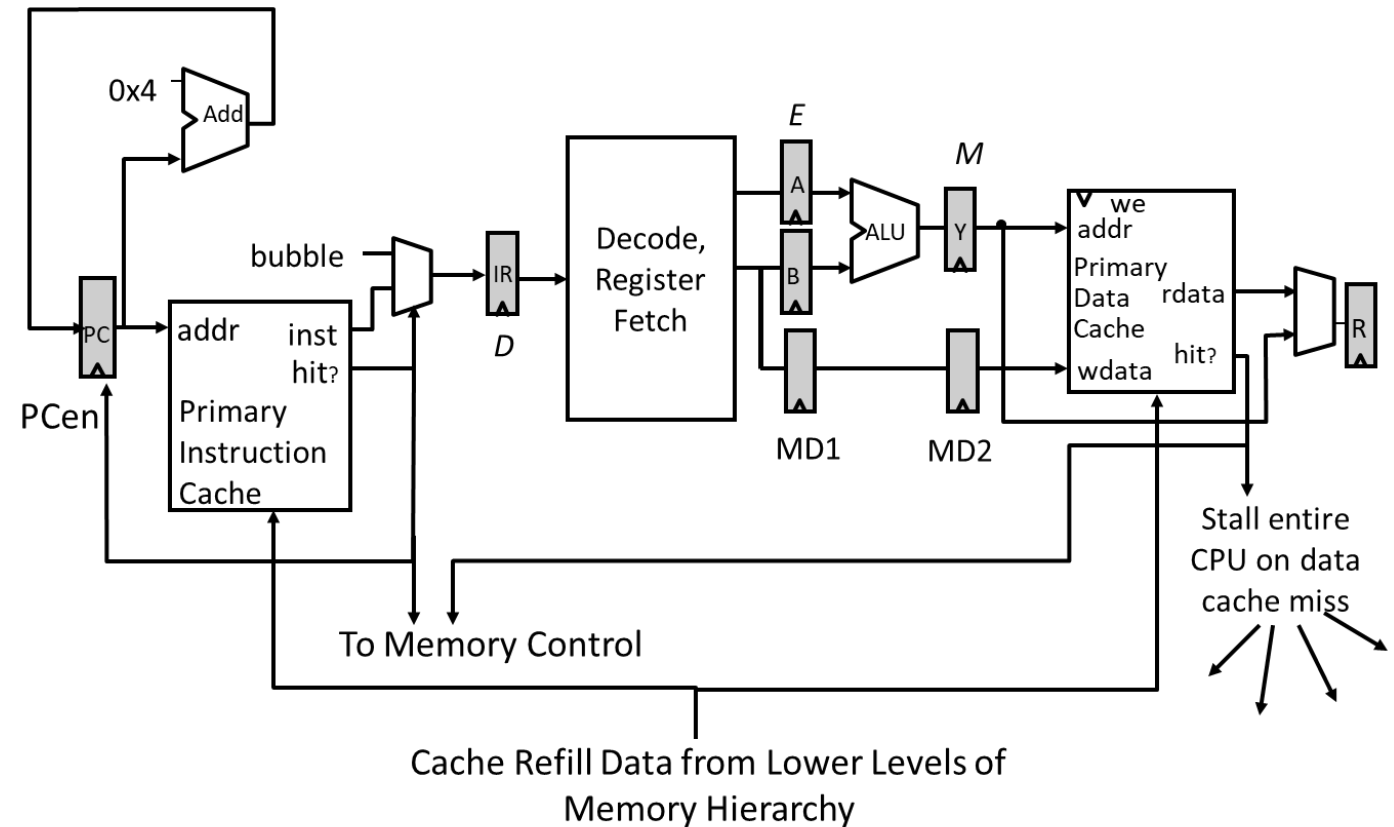 0x4
Add
E
M
A
we
ALU
Y
addr
bubble
Decode,
Register
Fetch
IR
B
Primary
Data
Cache
rdata
R
PC
addr
inst
hit?
D
hit?
wdata
PCen
Primary
Instruction
Cache
MD1
MD2
Stall entire
CPU on data
cache miss
To Memory Control
Cache Refill Data from Lower Levels of
Memory Hierarchy